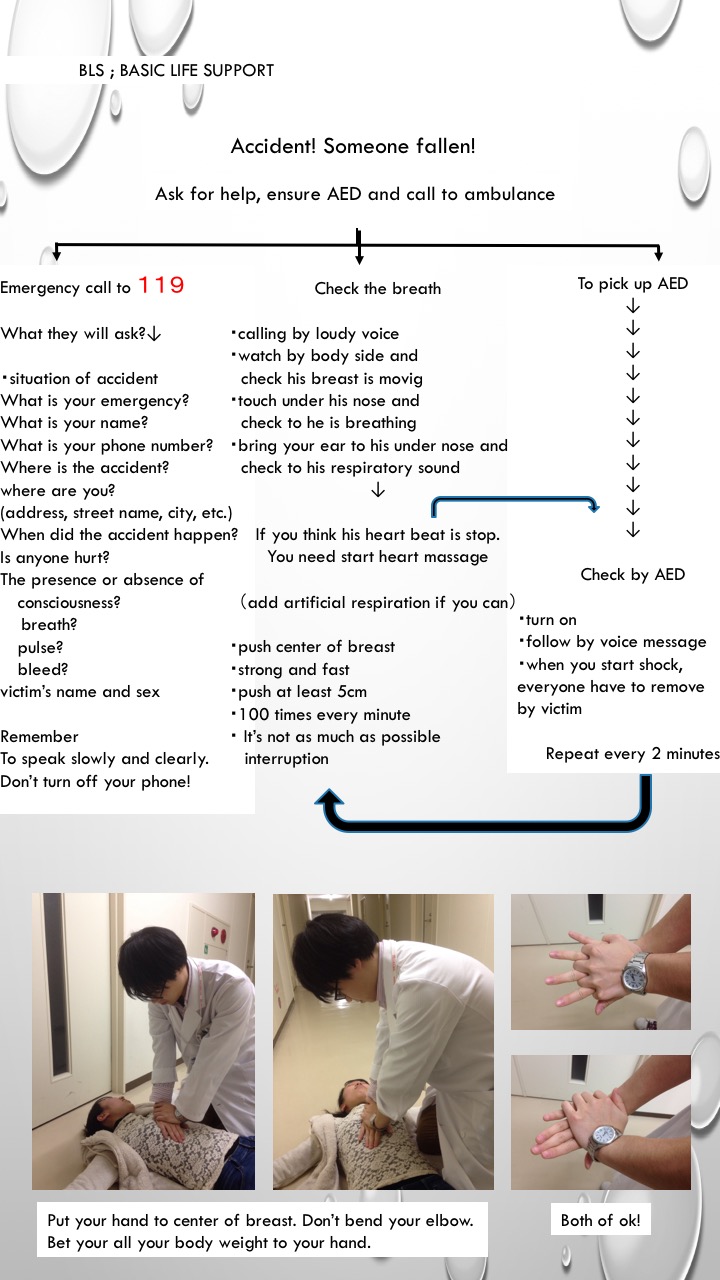 BLS ; BASIC LIFE SUPPORT
Accident! Someone fallen!
Ask for help, ensure AED and call to ambulance
Emergency call to 119
What they will ask?↓
・situation of accident
What is your emergency?
What is your name?
What is your phone number?
Where is the accident?
where are you?
(address, street name, city, etc.)
When did the accident happen?
Is anyone hurt?
The presence or absence of
consciousness?
breath?
pulse?
bleed?
victim's name and sex
Remember
To speak slowly and clearly.
Don't turn off your phone!
Check the breath
・calling by loudy voice
・watch by body side and
check his breast is movig
・touch under his nose and
check to he is breathing
・bring your ear to his under nose and
check to his respiratory sound
↓
If you think his heart beat is stop.
You need start heart massage
(add artificial respiration if you can)
・push center of breast
・strong and fast
・push at least 5cm
・100 times every minute
・ It's not as much as possible
interruption
To pick up AED
↓
↓
↓
↓
↓
↓
↓
↓
↓
↓
↓
Check by AED
・turn on
・follow by voice message
・when you start shock,
everyone have to remove
by victim
Repeat every 2 minutes
Put your hand to center of breast. Don't bend your elbow.
Bet your all your body weight to your hand.
Both of ok!